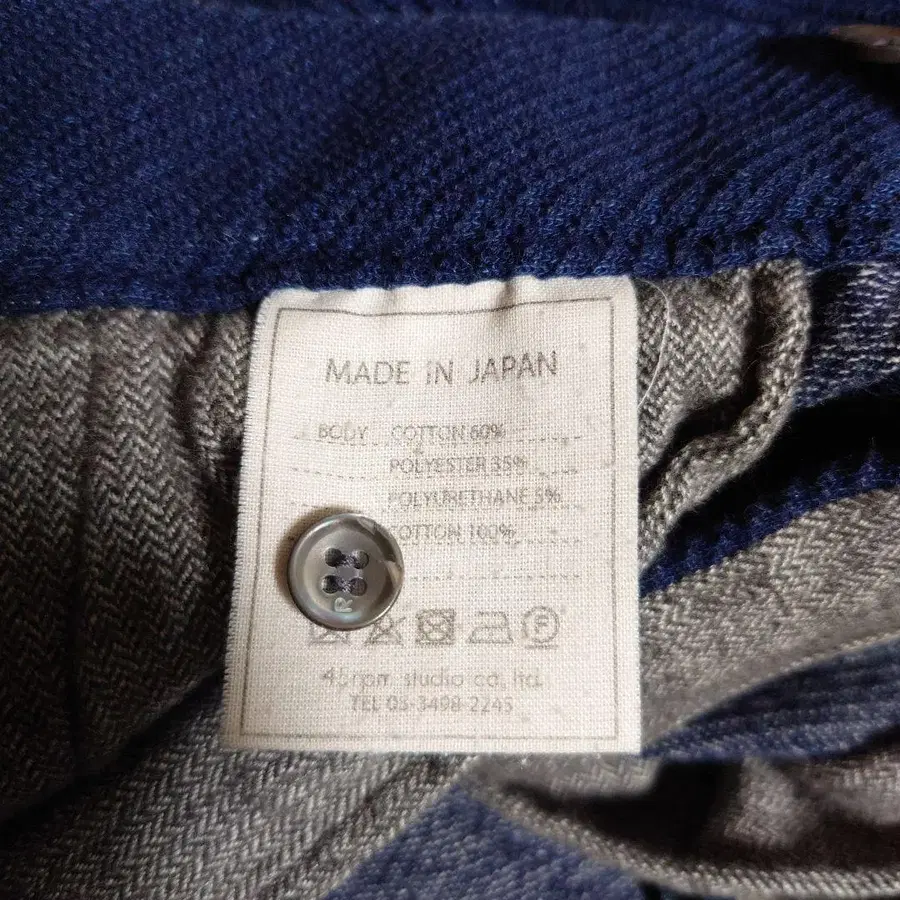 MADE IN JAPAN
BODY COTTON 60%
POLYESTER 35%
POLYURETHANE 5%
COTTON 100%
R
F
45rpm studio co.,ltd.
TEL 03-3498-2245